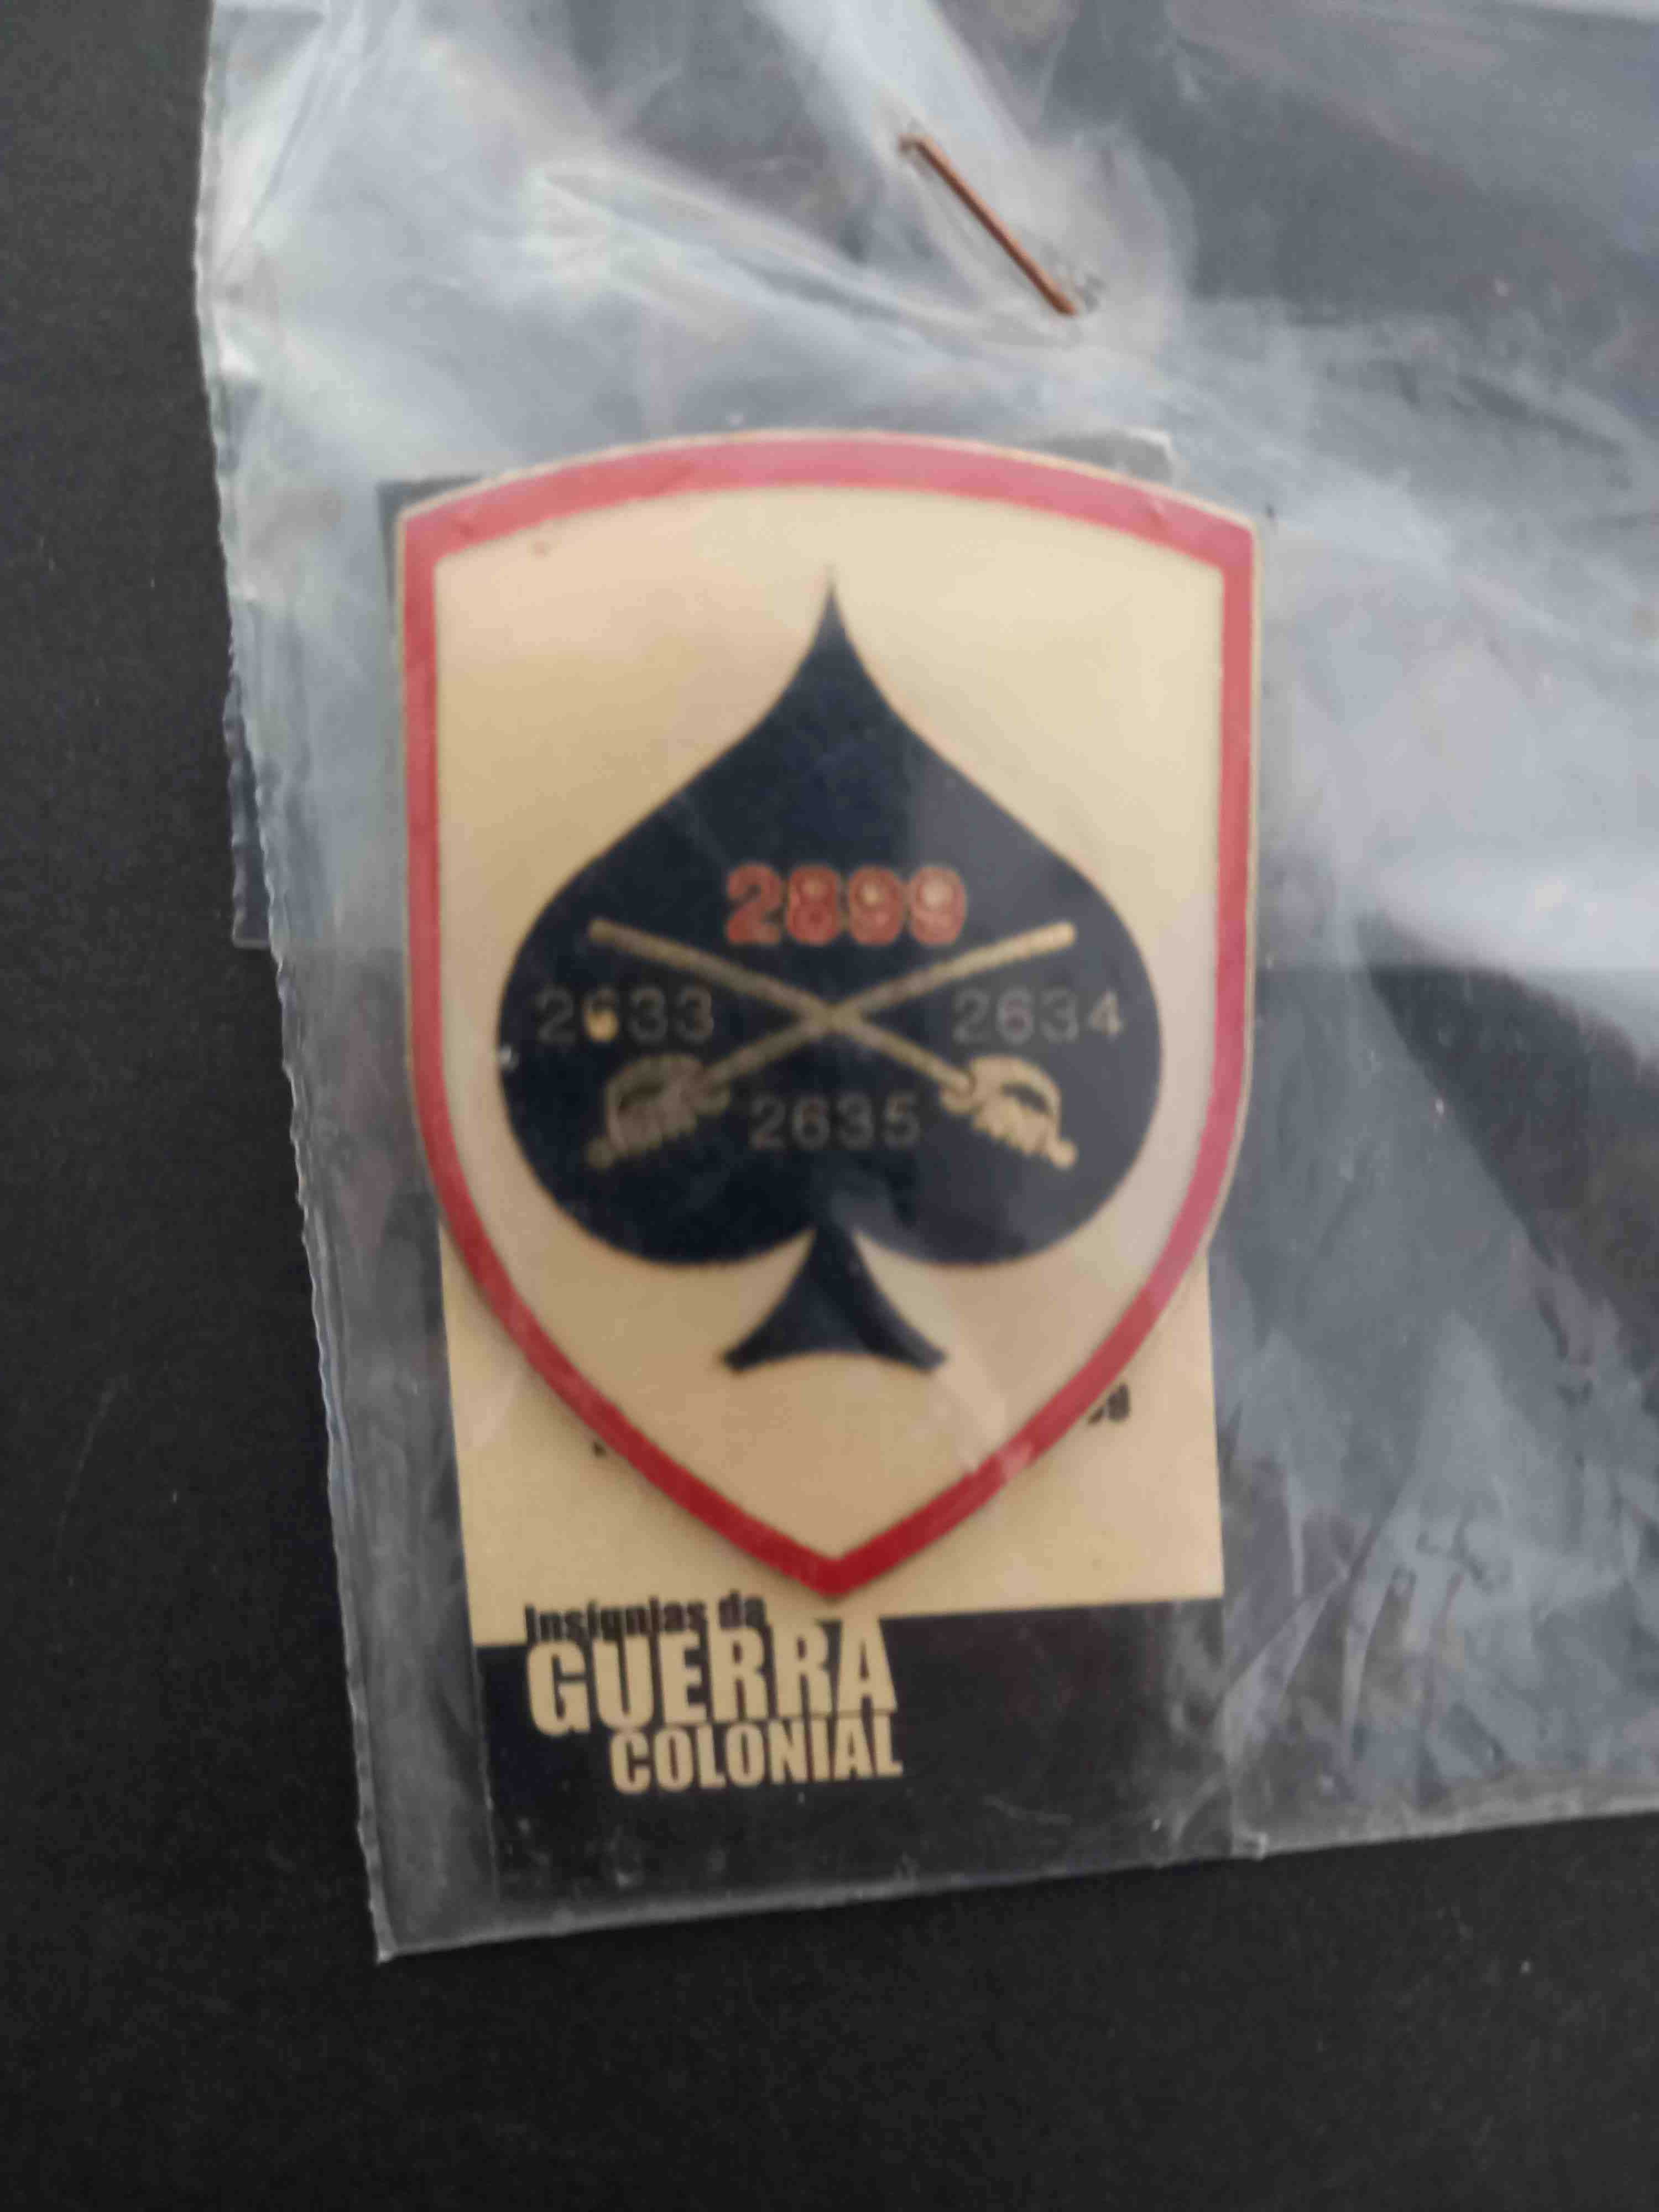 2899
2633 2634
2635
Insígnias da
GUERRA
COLONIAL